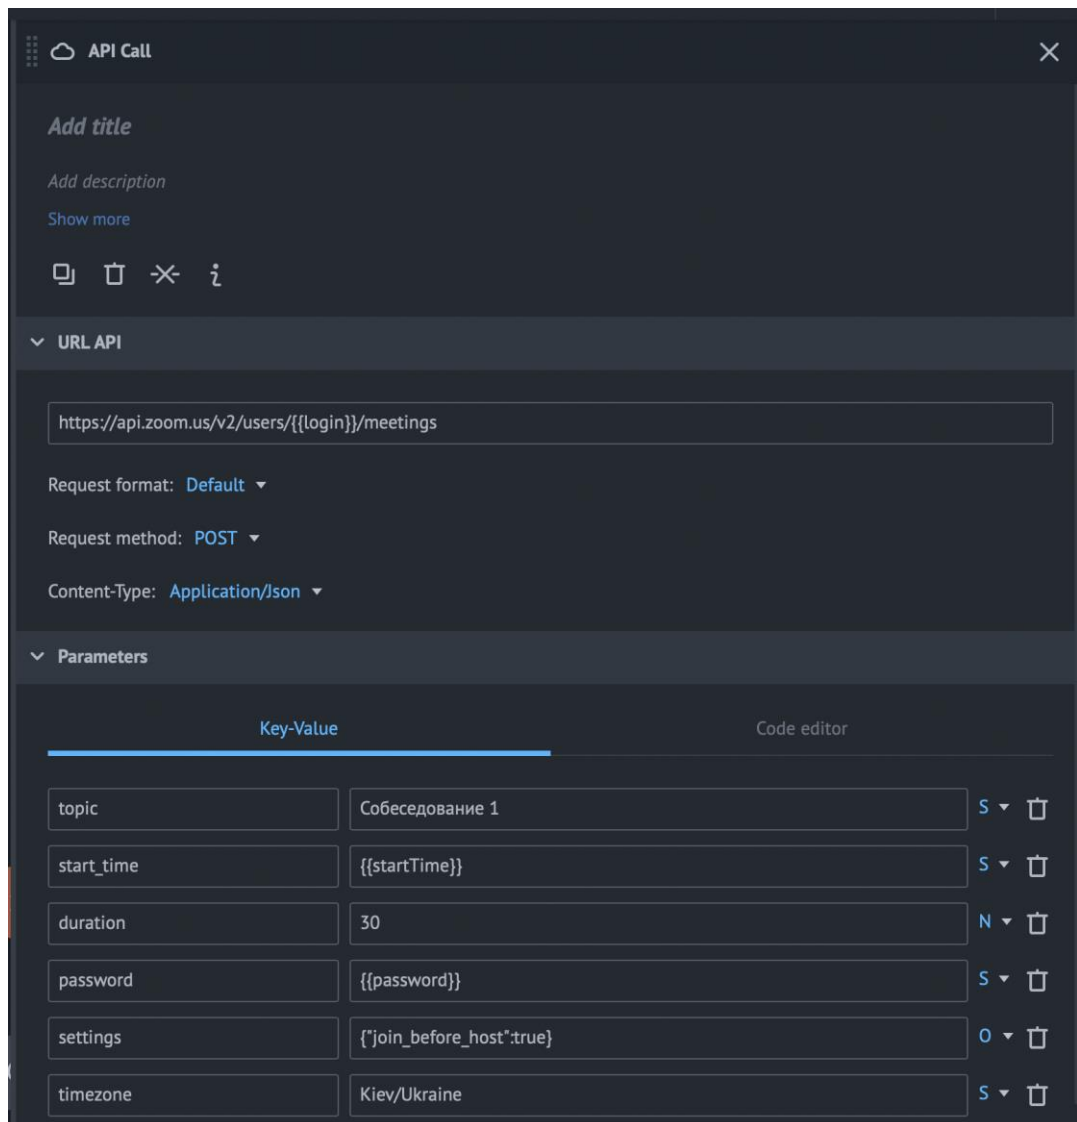 API Call
Add title
Add description
Show more
URL API
https://api.zoom.us/v2/users/{{login}}/meetings
Request format: Default
Request method: POST
Content-Type: Application/Json
Parameters
Key-Value Code editor
topic Собеседование 1 S
start_time {{startTime}} S
duration 30 N
password {{password}} S
settings {"join_before_host":true} O
timezone Kiev/Ukraine S